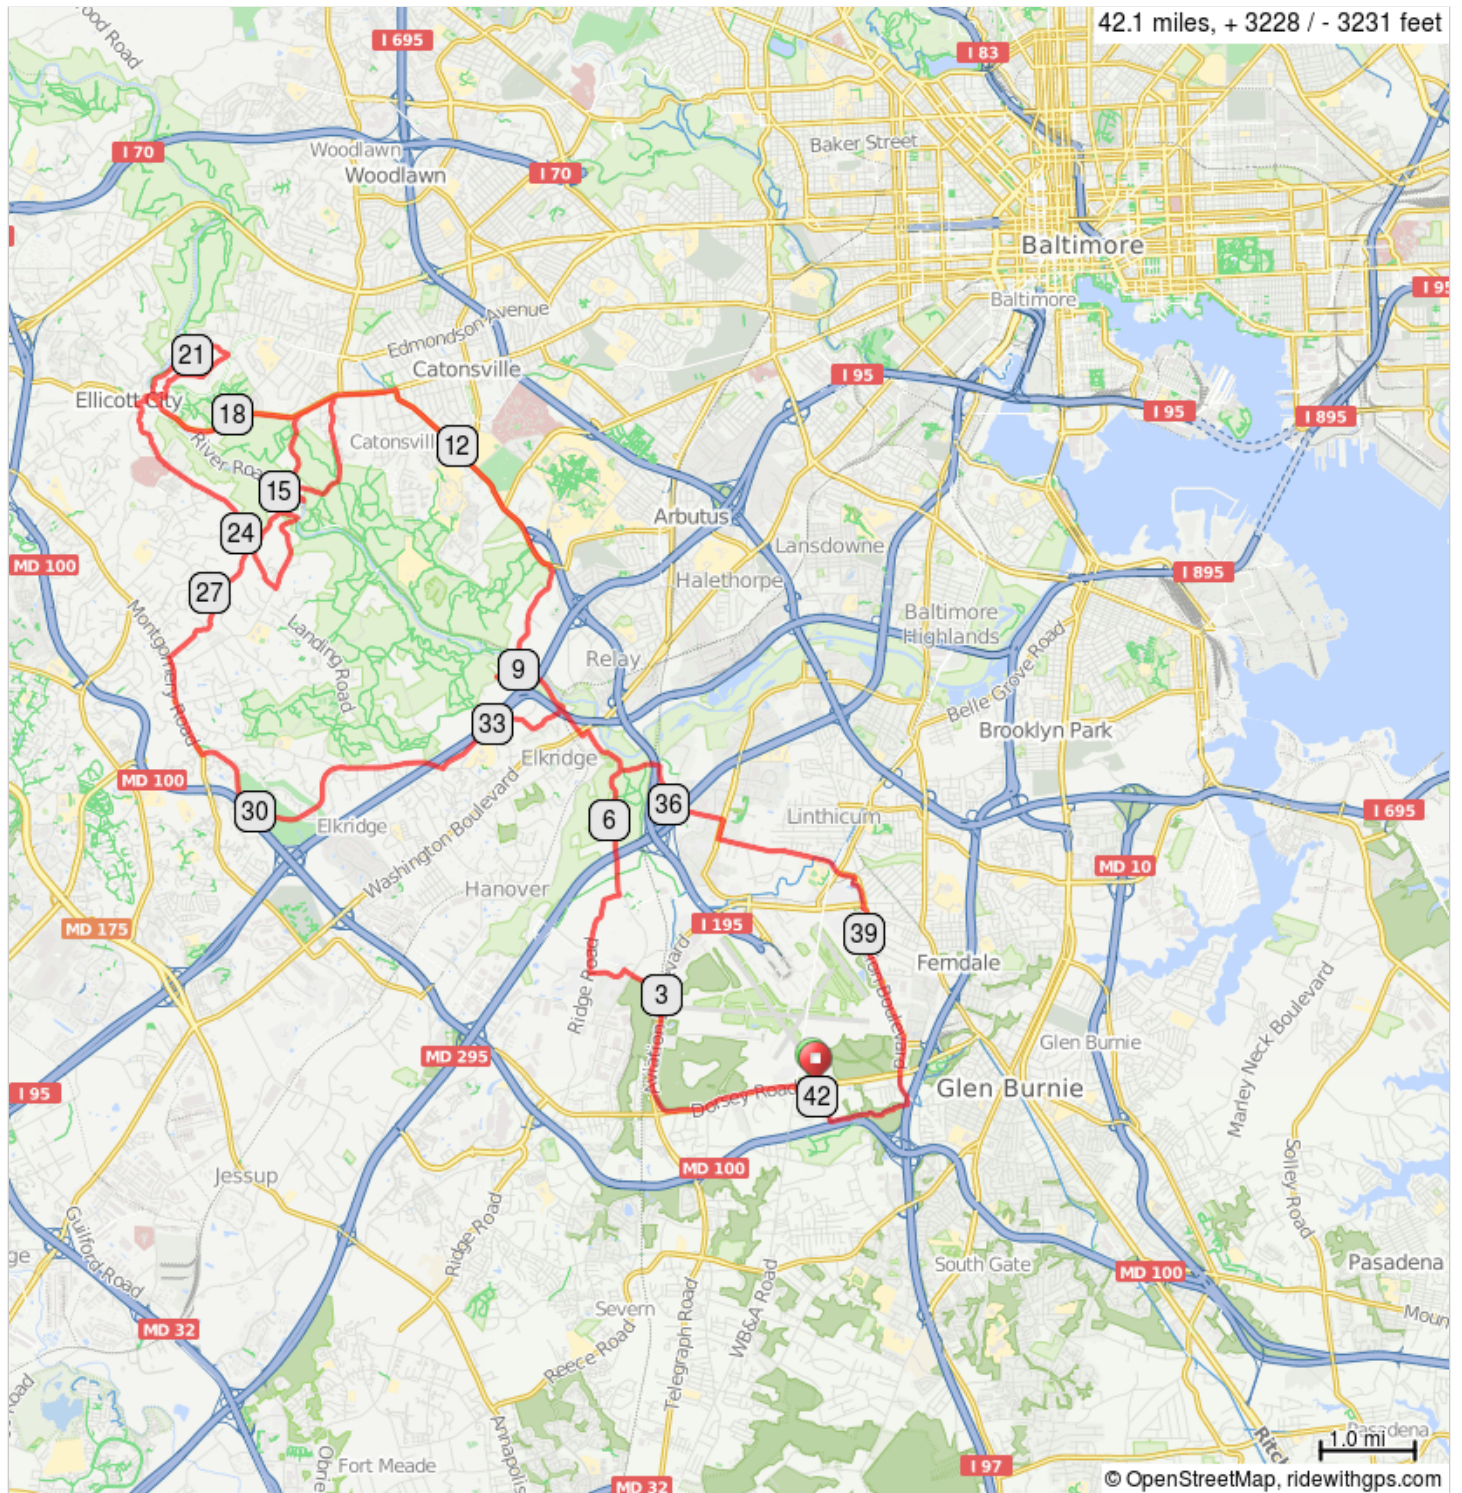 42.1 miles, + 3228 / - 3231 feet
I 695
I 83
I 70
Woodlawn
Woodlawn
I 70
Baker Street
Baltimore
Baltimore
I 95
Edmondson Avenue
21
Catonsville
I 95
Ellicott City
18
I 95
I 895
12
River Roa
Catonsvill
15
Arbutus
24
Lansdowne
MD 100
I 895
Halethorpe
27
Baltimore
Highlands
Montgomery Road
Landing Road
Relay
9
Belle Grove Road
33
Brooklyn Park
Elkridge
MD 100
30
36
6
I 695
Linthicum
Elkridge
Washington Boulevard
MD 10
Hanover
MD 175
I 195
39
Ferndale
Ridge Road
3
Marley Neck Boulevard
Glen Burnie
MD 295
Aviation
Glen Burnie
I 95
Dorsey Road
42
MD 100
Jessup
Solley Road
Guilford Road
Ridge Road
South Gate
Pasadena
MD 100
Severn
WB&A Road
Telegraph Road
MD 32
Reece Road
Annapolis
Pasadena
1.0 mi
Fort Meade
I 97
MD 32
© OpenStreetMap, ridewithgps.com